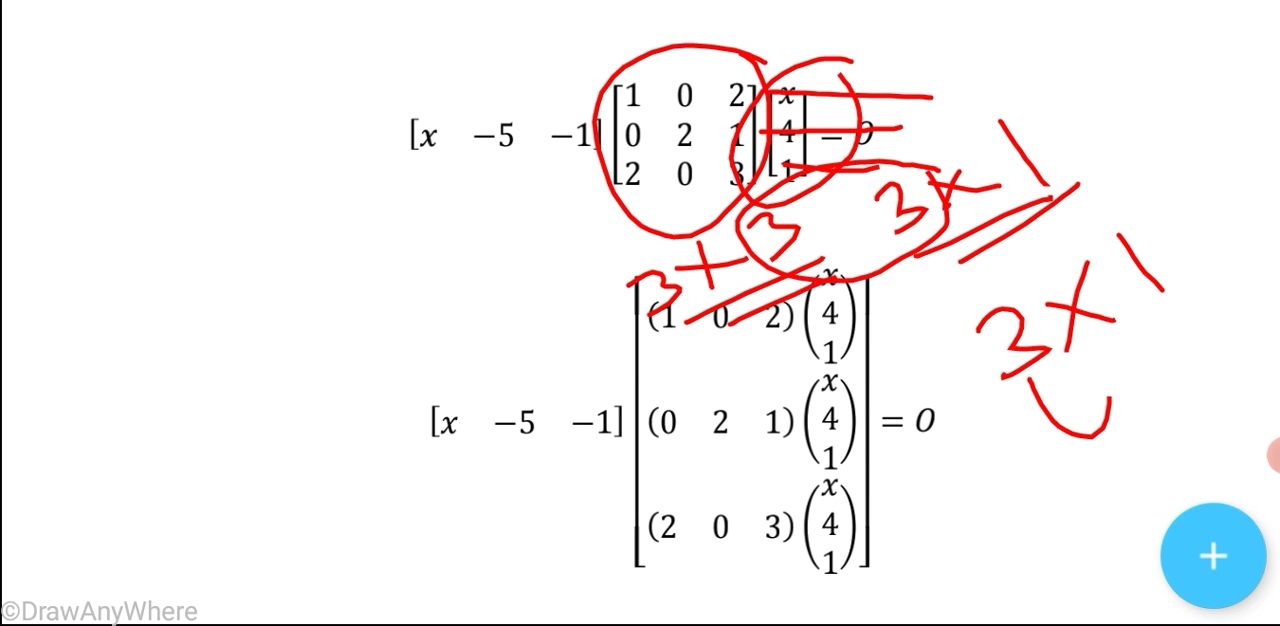 [x −5 −1] [1 0 2] [x]
[0 2 1] [4] = 0
[2 0 3] [1]
3 × 3 3 × 1
3 × 1
[x −5 −1] [(1 0 2) (x 4 1)]
[(0 2 1) (x 4 1)] = 0
[(2 0 3) (x 4 1)]
+
©DrawAnyWhere